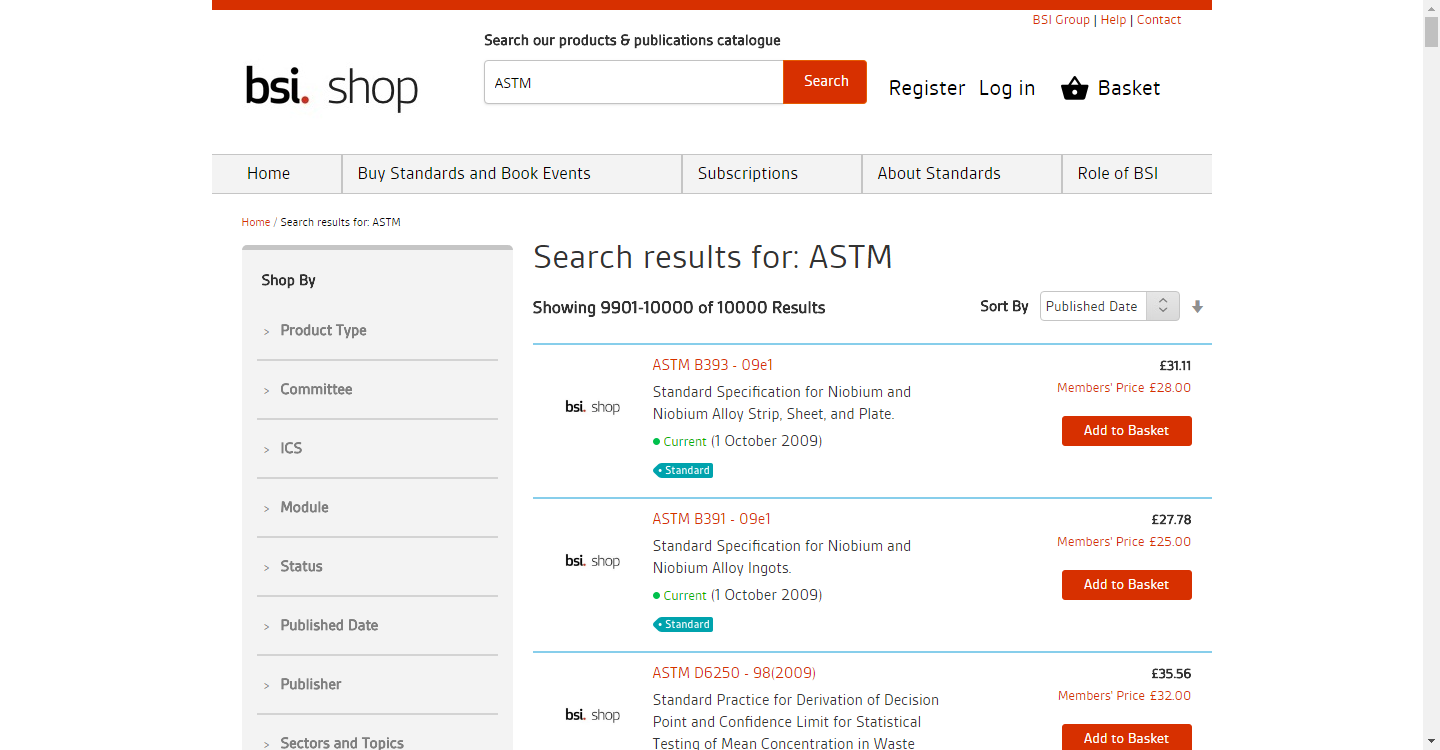 BSI Group | Help | Contact
Search our products & publications catalogue
bsi. shop
ASTM
Search
Register Log in
Basket
Home
Buy Standards and Book Events
Subscriptions
About Standards
Role of BSI
Home / Search results for: ASTM
Shop By
> Product Type
> Committee
> ICS
> Module
> Status
> Published Date
> Publisher
> Sectors and Topics
Search results for: ASTM
Showing 9901-10000 of 10000 Results
Sort By
Published Date
bsi. shop
ASTM B393 - 09e1
Standard Specification for Niobium and
Niobium Alloy Strip, Sheet, and Plate.
Current (1 October 2009)
Standard
£31.11
Members' Price £28.00
Add to Basket
bsi. shop
ASTM B391 - 09e1
Standard Specification for Niobium and
Niobium Alloy Ingots.
Current (1 October 2009)
Standard
£27.78
Members' Price £25.00
Add to Basket
bsi. shop
ASTM D6250 - 98(2009)
Standard Practice for Derivation of Decision
Point and Confidence Limit for Statistical
Testing of Mean Concentration in Waste
£35.56
Members' Price £32.00
Add to Basket